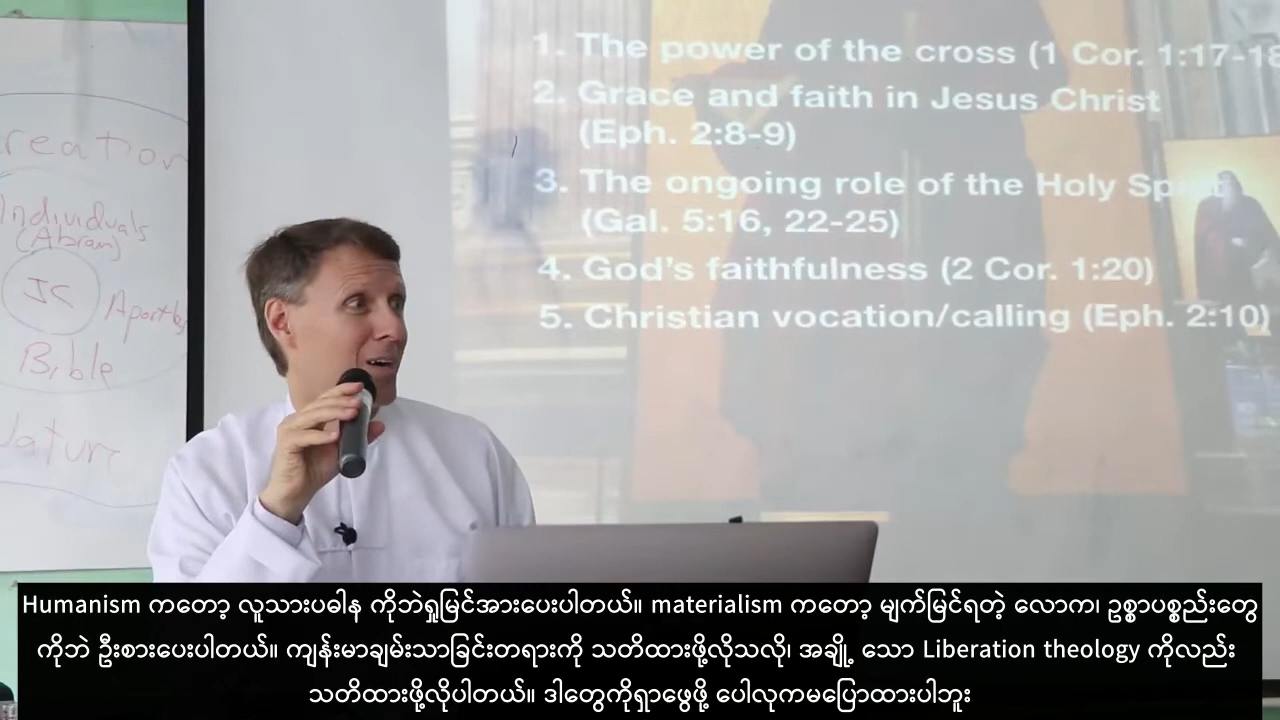 reation
Individuals
(Abram)
JC
Bible
1. The power of the cross (1 Cor. 1:17-18
2. Grace and faith in Jesus Christ
(Eph. 2:8-9)
3. The ongoing role of the Holy Spirit
(Gal. 5:16, 22-25)
4. God's faithfulness (2 Cor. 1:20)
5. Christian vocation/calling (Eph. 2:10)
Humanism ကတော့ လူသားပဓါန ကိုဘဲရှုမြင်အားပေးပါတယ်။ materialism ကတော့ မျက်မြင်ရတဲ့ လောက၊ ဥစ္စာပစ္စည်းတွေ
ကိုဘဲ ဦးစားပေးပါတယ်။ ကျန်းမာချမ်းသာခြင်းတရားကို သတိထားဖို့လိုသလို၊ အချို့ သော Liberation theology ကိုလည်း
သတိထားဖို့လိုပါတယ်။ ဒါတွေကိုရှာဖွေဖို့ ပေါလုကမပြောထားပါဘူး